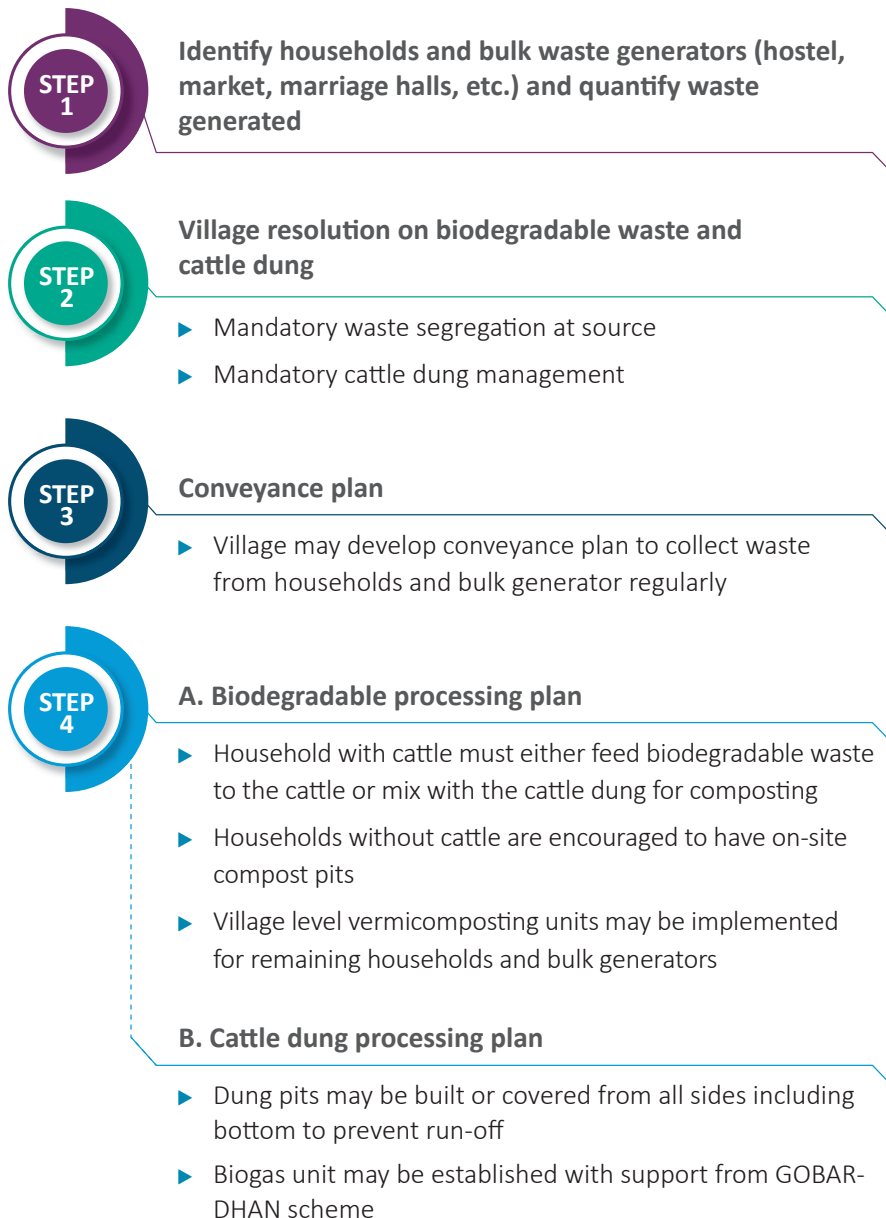 STEP
1
Identify households and bulk waste generators (hostel,
market, marriage halls, etc.) and quantify waste
generated
STEP
2
Village resolution on biodegradable waste and
cattle dung
Mandatory waste segregation at source
Mandatory cattle dung management
STEP
3
Conveyance plan
Village may develop conveyance plan to collect waste
from households and bulk generator regularly
STEP
4
A. Biodegradable processing plan
Household with cattle must either feed biodegradable waste
to the cattle or mix with the cattle dung for composting
Households without cattle are encouraged to have on-site
compost pits
Village level vermicomposting units may be implemented
for remaining households and bulk generators
B. Cattle dung processing plan
Dung pits may be built or covered from all sides including
bottom to prevent run-off
Biogas unit may be established with support from GOBAR-
DHAN scheme